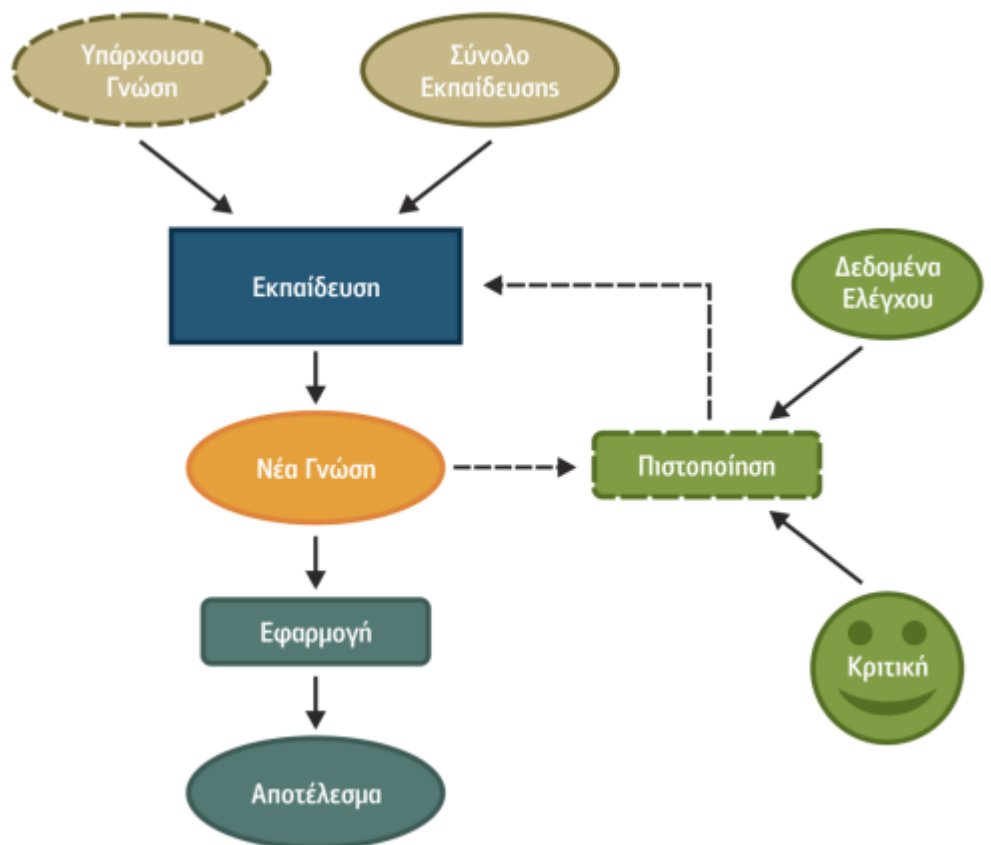 Υπάρχουσα
Γνώση
Σύνολο
Εκπαίδευσης
Εκπαίδευση
Δεδομένα
Ελέγχου
Νέα Γνώση
Πιστοποίηση
Εφαρμογή
Κριτική
Αποτέλεσμα